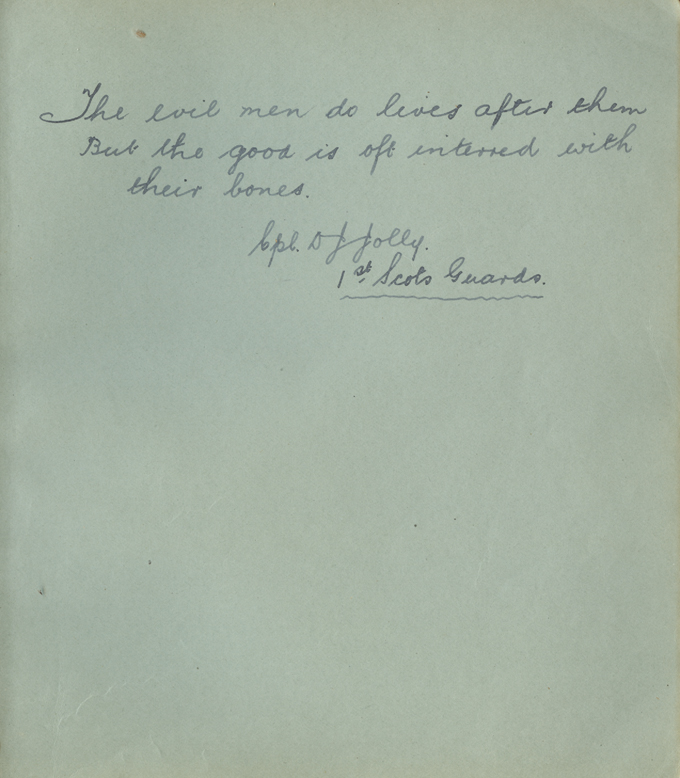 The evil men do lives after them
But the good is oft interred with
their bones.
Cpl. D J Jolly.
1st. Scots Guards.